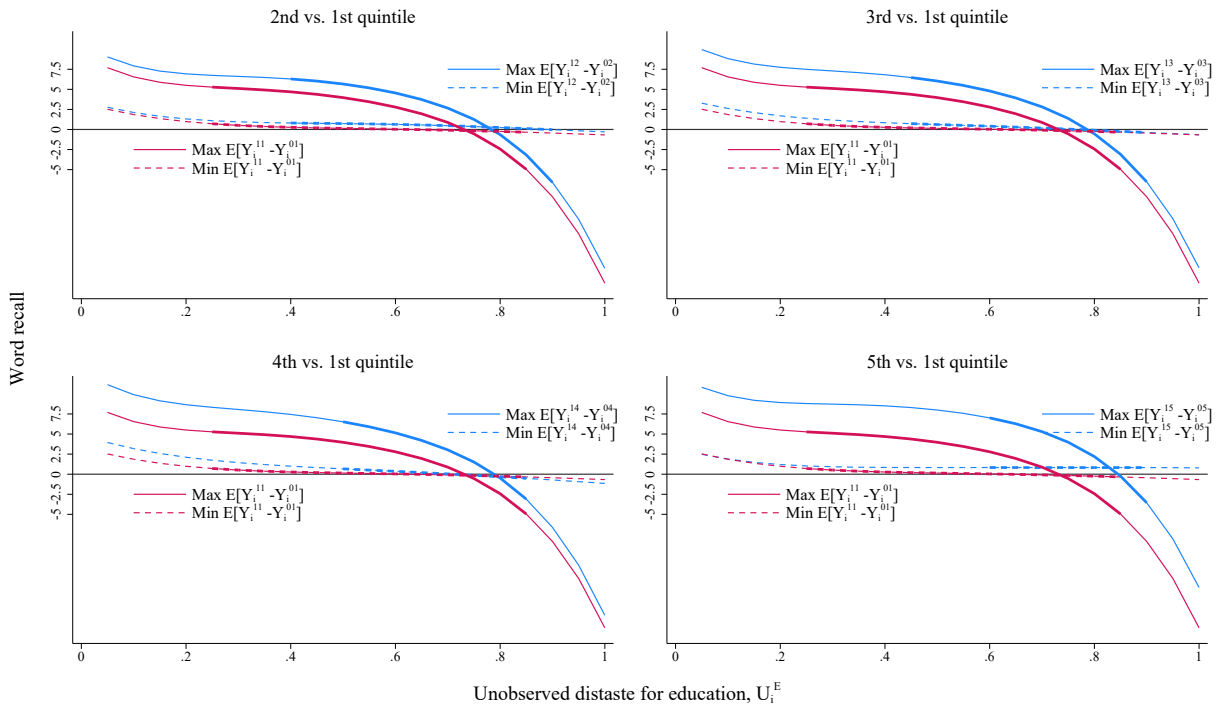 2nd vs. 1st quintile
7.5
5
2.5
0
-2.5
-5
Max E[Y_i^12 -Y_i^02]
Min E[Y_i^12 -Y_i^02]
Max E[Y_i^11 -Y_i^01]
Min E[Y_i^11 -Y_i^01]
0 .2 .4 .6 .8 1
3rd vs. 1st quintile
7.5
5
2.5
0
-2.5
-5
Max E[Y_i^13 -Y_i^03]
Min E[Y_i^13 -Y_i^03]
Max E[Y_i^11 -Y_i^01]
Min E[Y_i^11 -Y_i^01]
0 .2 .4 .6 .8 1
Word recall
4th vs. 1st quintile
7.5
5
2.5
0
-2.5
-5
Max E[Y_i^14 -Y_i^04]
Min E[Y_i^14 -Y_i^04]
Max E[Y_i^11 -Y_i^01]
Min E[Y_i^11 -Y_i^01]
0 .2 .4 .6 .8 1
5th vs. 1st quintile
7.5
5
2.5
0
-2.5
-5
Max E[Y_i^15 -Y_i^05]
Min E[Y_i^15 -Y_i^05]
Max E[Y_i^11 -Y_i^01]
Min E[Y_i^11 -Y_i^01]
0 .2 .4 .6 .8 1
Unobserved distaste for education, U_i^E